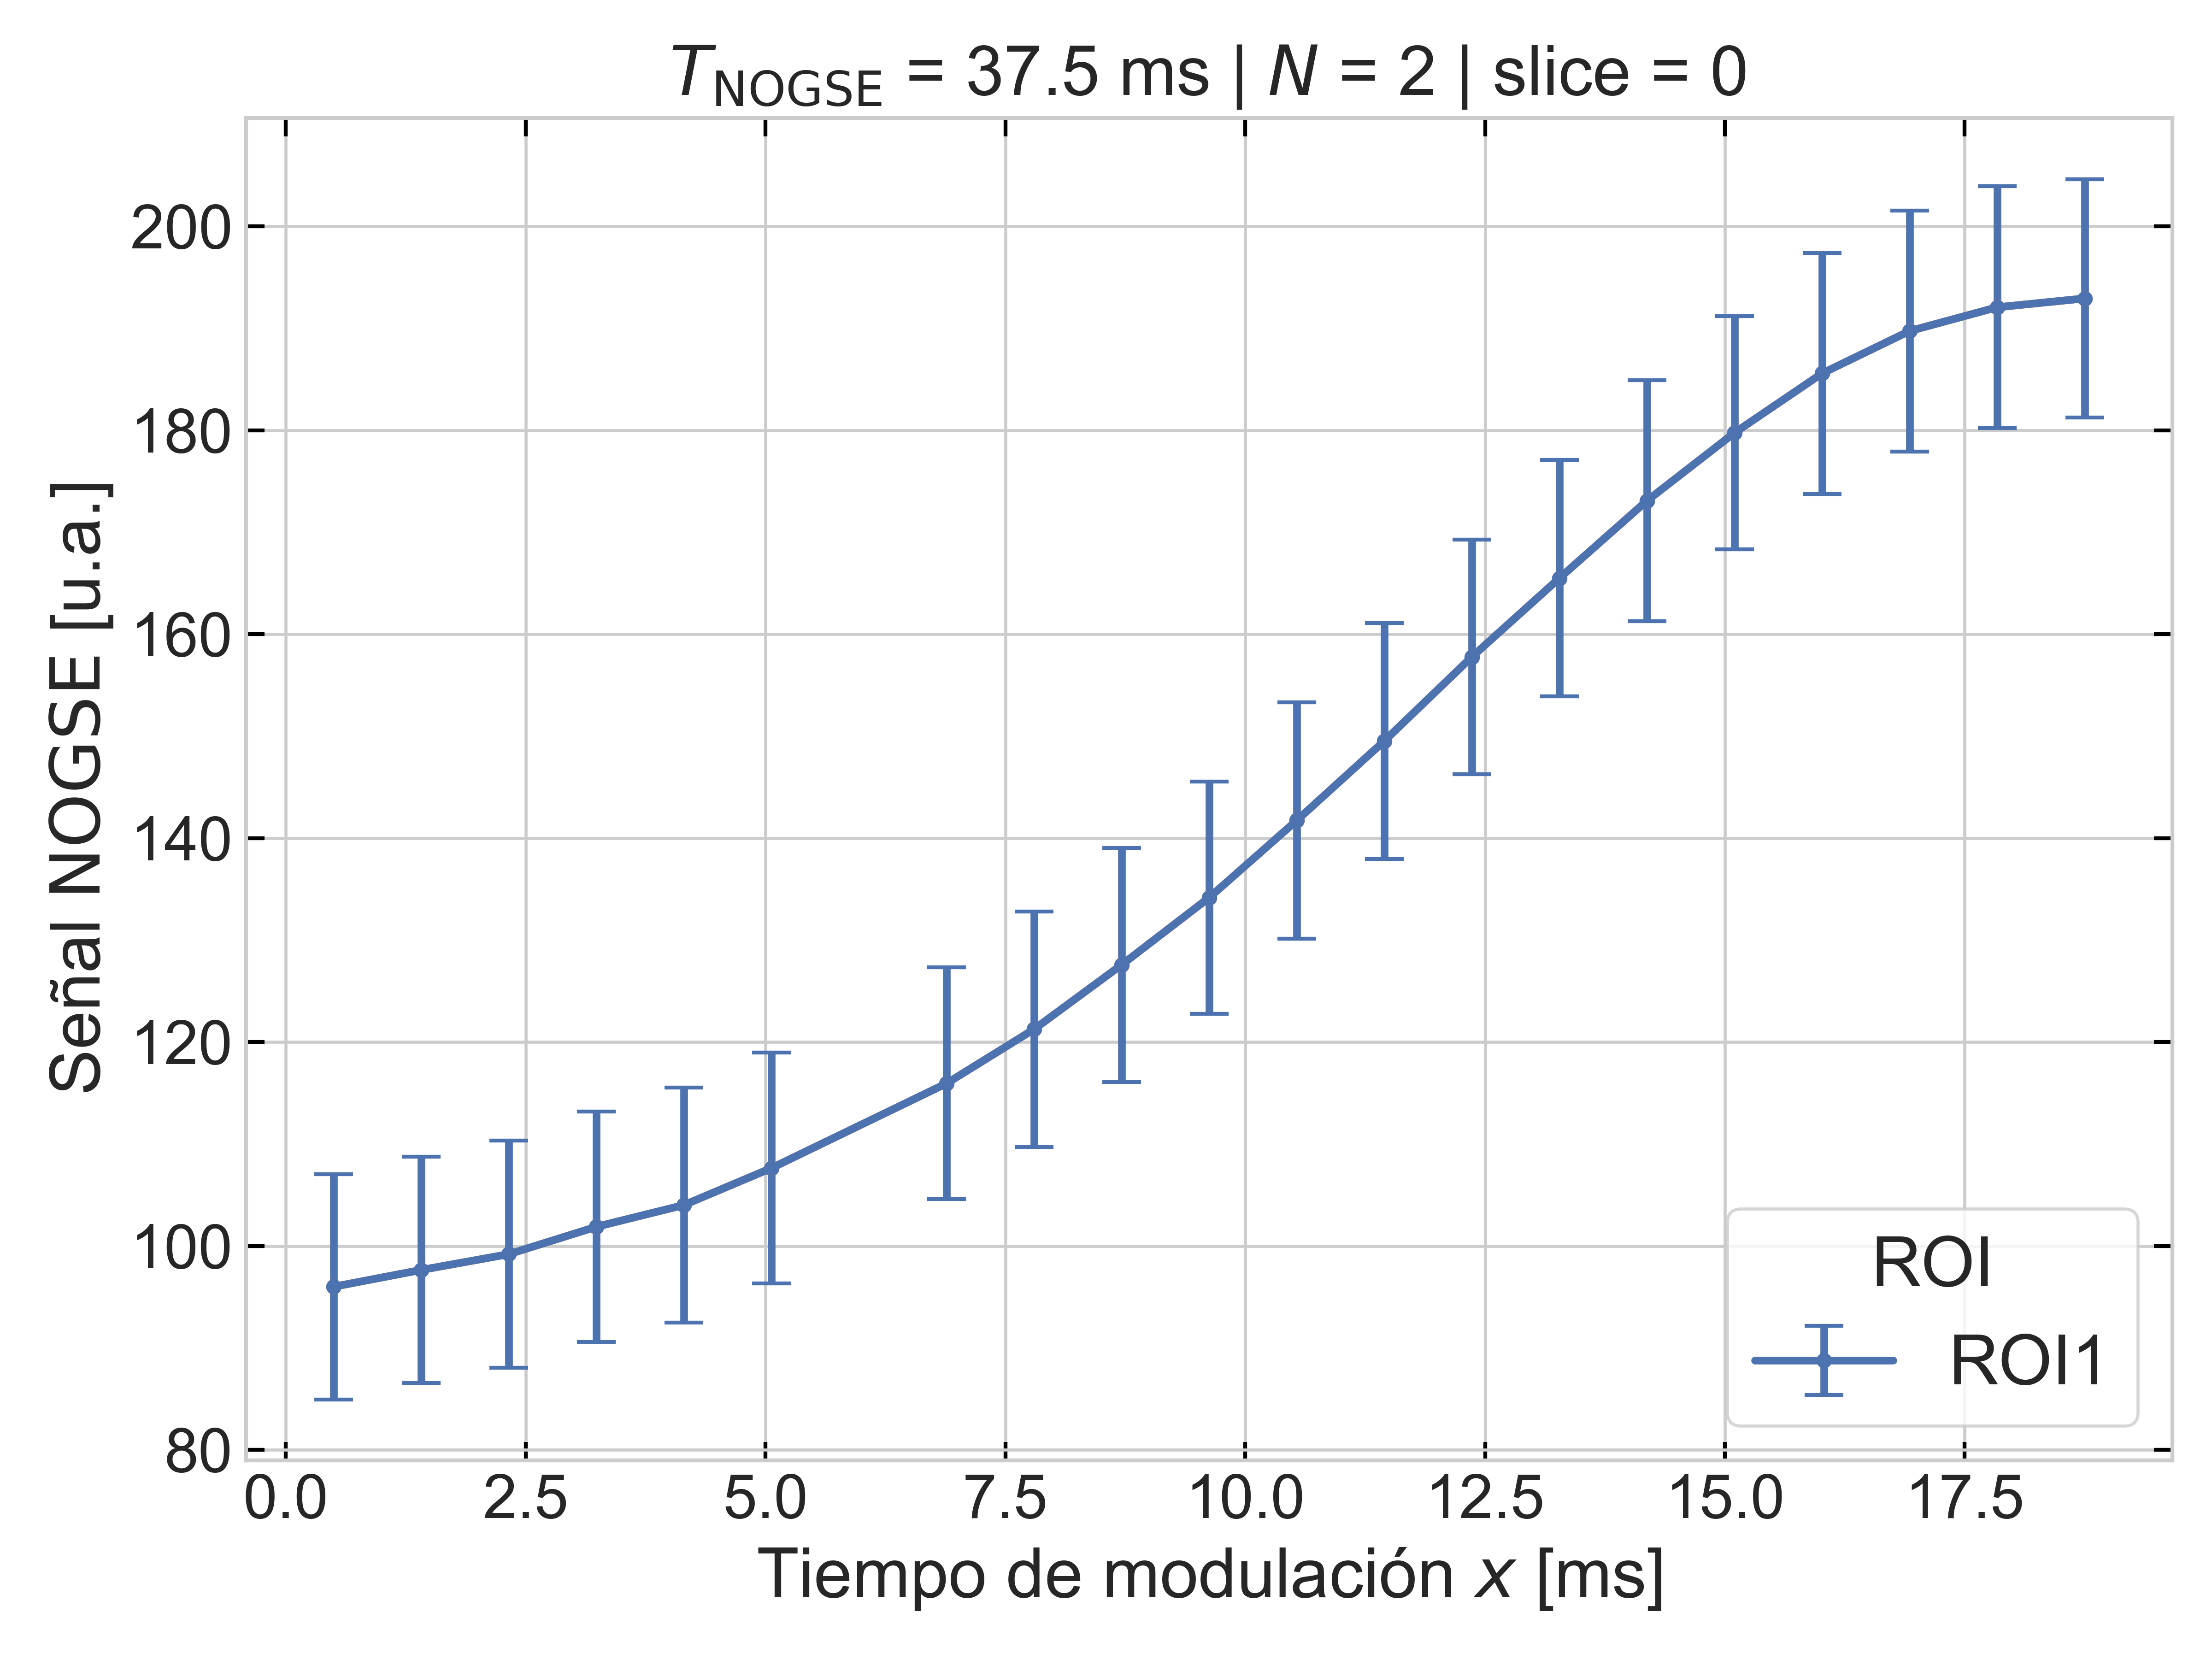 T_NOGSE = 37.5 ms | N = 2 | slice = 0
Señal NOGSE [u.a.]
200
180
160
140
120
100
80
0.0 2.5 5.0 7.5 10.0 12.5 15.0 17.5
Tiempo de modulación x [ms]
ROI
ROI1